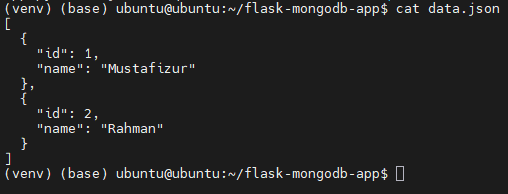 (venv) (base) ubuntu@ubuntu:~/flask-mongodb-app$ cat data.json
[
  {
    "id": 1,
    "name": "Mustafizur"
  },
  {
    "id": 2,
    "name": "Rahman"
  }
]
(venv) (base) ubuntu@ubuntu:~/flask-mongodb-app$